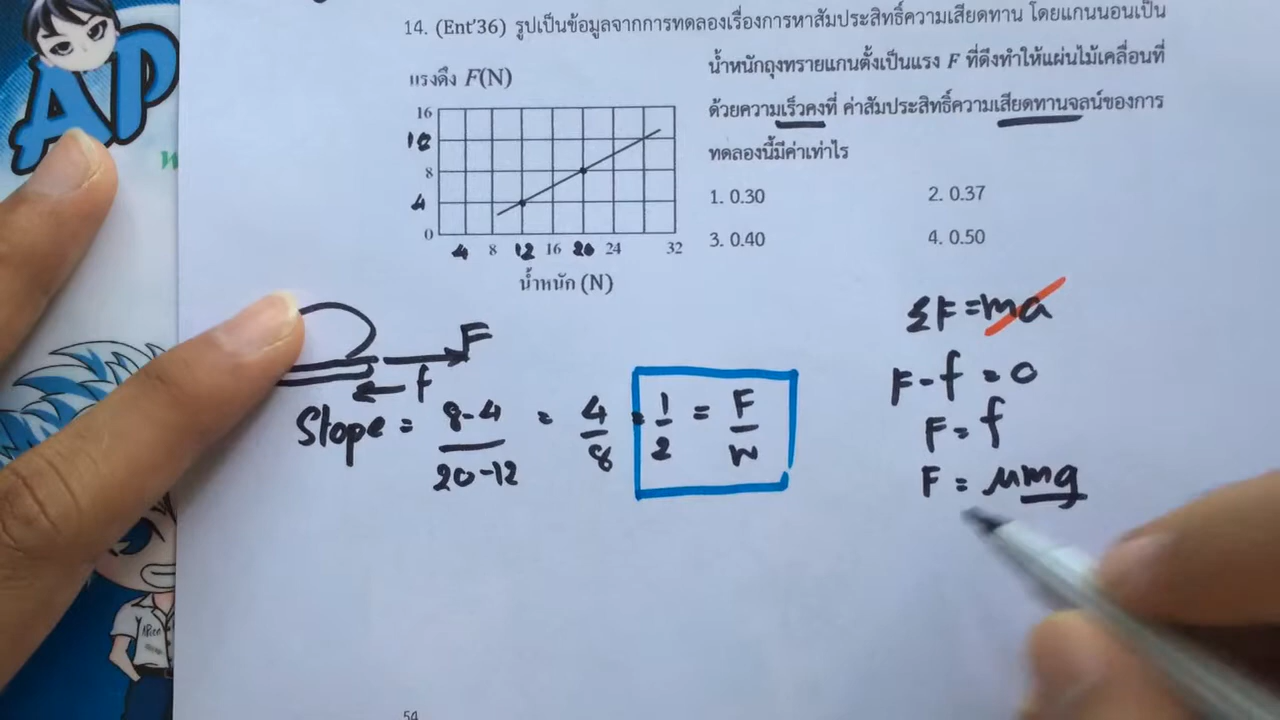 AP
14. (Ent'36) รูปเป็นข้อมูลจากการทดลองเรื่องการหาสัมประสิทธิ์ความเสียดทาน โดยแกนนอนเป็น
น้ำหนักถุงทรายแกนตั้งเป็นแรง F ที่ดึงทำให้แผ่นไม้เคลื่อนที่
ด้วยความเร็วคงที่ ค่าสัมประสิทธิ์ความเสียดทานจลน์ของการ
ทดลองนี้มีค่าเท่าไร
1. 0.30
2. 0.37
3. 0.40
4. 0.50
แรงดึง F(N)
16
12
8
4
0
4 8 12 16 20 24 32
น้ำหนัก (N)
F
f
Slope = 8-4/20-12 = 4/8 = 1/2 = F/W
ΣF = ma
F - f = 0
F = f
F = μmg
54